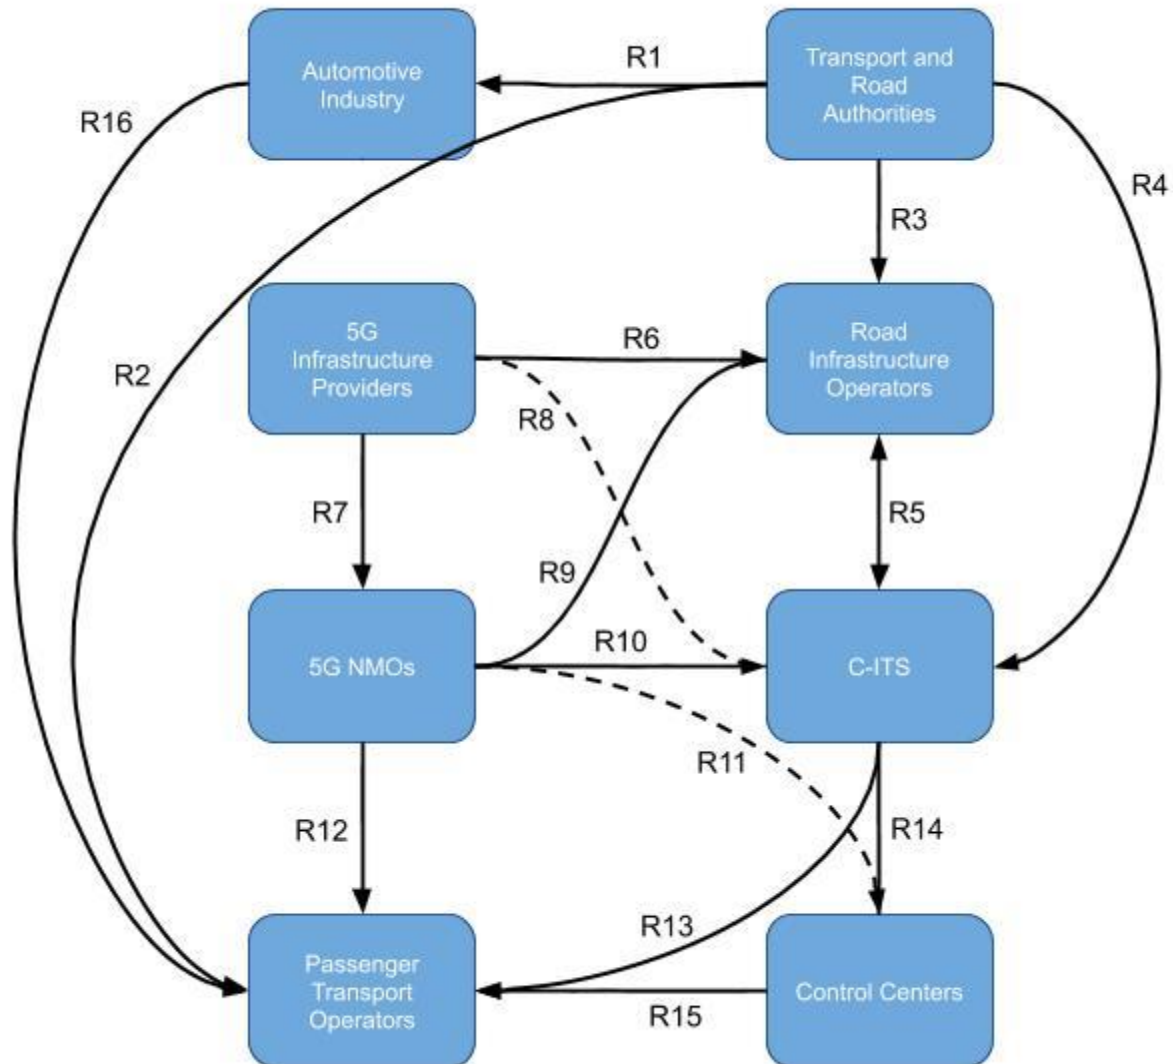 Automotive
Industry
R1
Transport and
Road
Authorities
R16
R4
R3
5G
Infrastructure
Providers
R6
Road
Infrastructure
Operators
R2
R8
R7
R5
R9
5G NMOs
R10
C-ITS
R11
R12
R14
R13
Passenger
Transport
Operators
R15
Control Centers